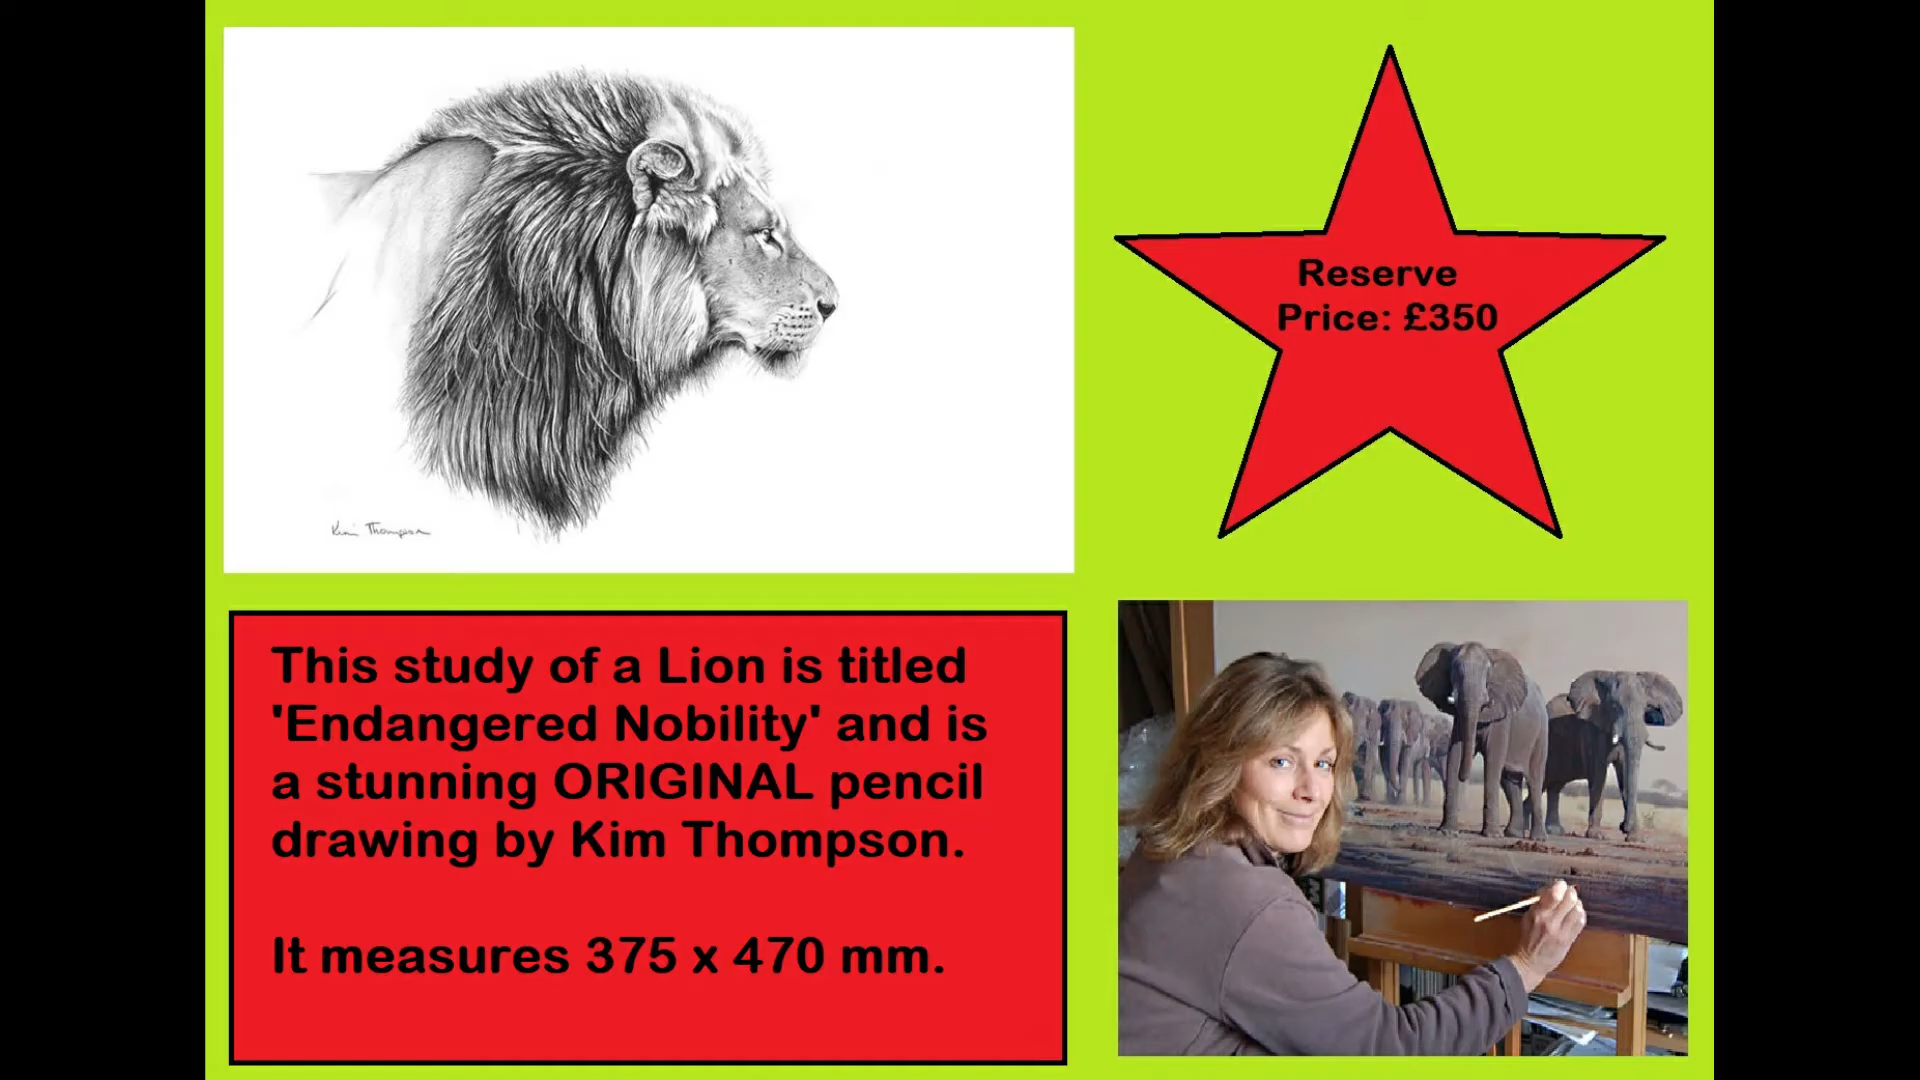 Kim Thompson
Reserve
Price: £350
This study of a Lion is titled
'Endangered Nobility' and is
a stunning ORIGINAL pencil
drawing by Kim Thompson.
It measures 375 x 470 mm.